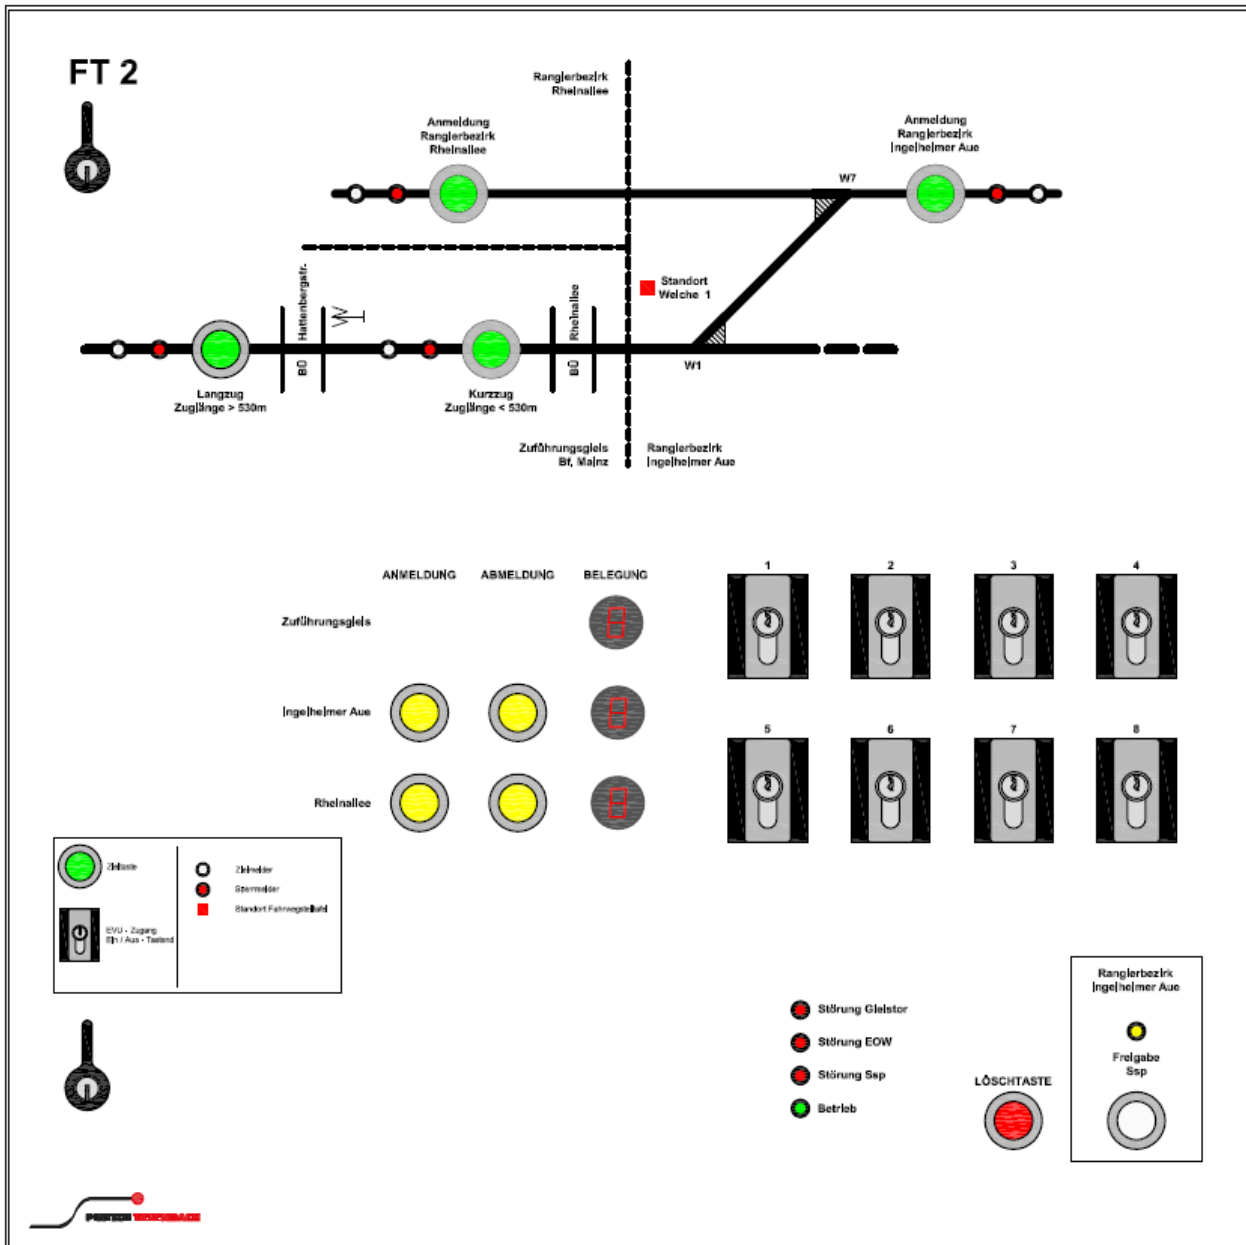 FT 2
Rangierbezirk
Rheinallee
Anmeldung
Rangierbezirk
Rheinallee
Anmeldung
Rangierbezirk
Ingelheimer Aue
W7
BÜ Hattenbergstr.
BÜ Rheinallee
Standort
Weiche 1
W1
Langzug
Zuglänge > 530m
Kurzzug
Zuglänge < 530m
Zuführungsgleis
Bf. Mainz
Rangierbezirk
Ingelheimer Aue
ANMELDUNG ABMELDUNG BELEGUNG
Zuführungsgleis
Ingelheimer Aue
Rheinallee
1 2 3 4
5 6 7 8
Zieltaste
EVU - Zugang
Ein / Aus - Tastend
Zielmelder
Sperrmelder
Standort Fahrwegstelltafel
Störung Gleistor
Störung EOW
Störung Ssp
Betrieb
LÖSCHTASTE
Rangierbezirk
Ingelheimer Aue
Freigabe
Ssp